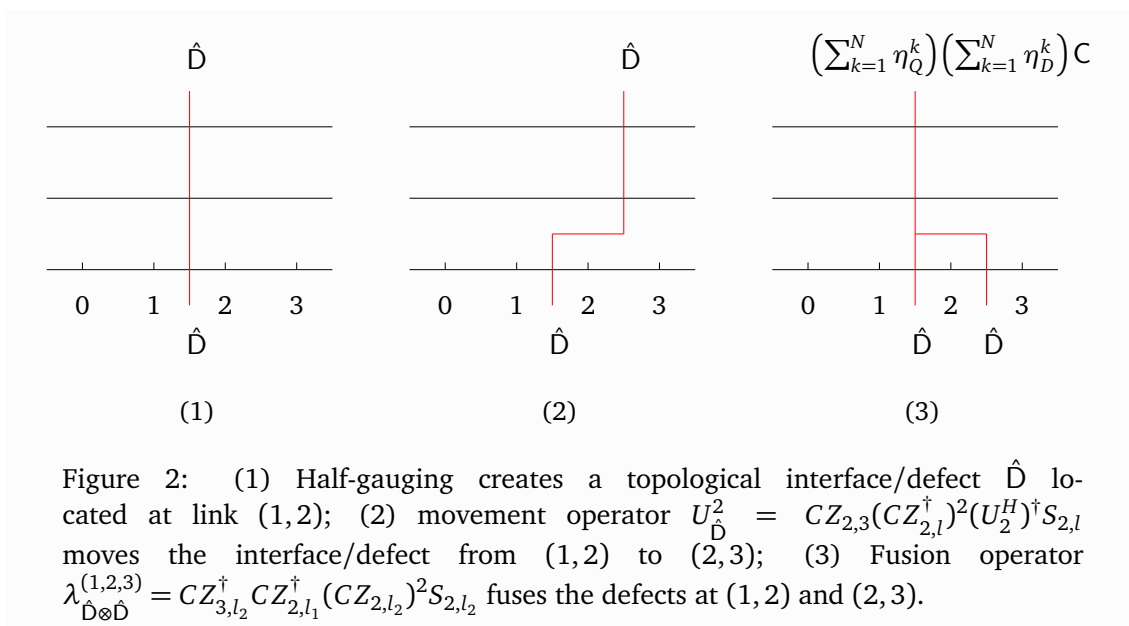 D̂ D̂ (∑_{k=1}^{N} η_Q^k)(∑_{k=1}^{N} η_D^k) C
0 1 2 3 0 1 2 3 0 1 2 3
D̂ D̂ D̂ D̂
(1) (2) (3)
Figure 2: (1) Half-gauging creates a topological interface/defect D̂ lo-
cated at link (1,2); (2) movement operator U_{D̂}^2 = CZ_{2,3}(CZ_{2,l}^†)^2(U_2^H)^†S_{2,l}
moves the interface/defect from (1,2) to (2,3); (3) Fusion operator
λ_{D̂⊗D̂}^{(1,2,3)} = CZ_{3,l_2}^†CZ_{2,l_1}^†(CZ_{2,l_2})^2S_{2,l_2} fuses the defects at (1,2) and (2,3).